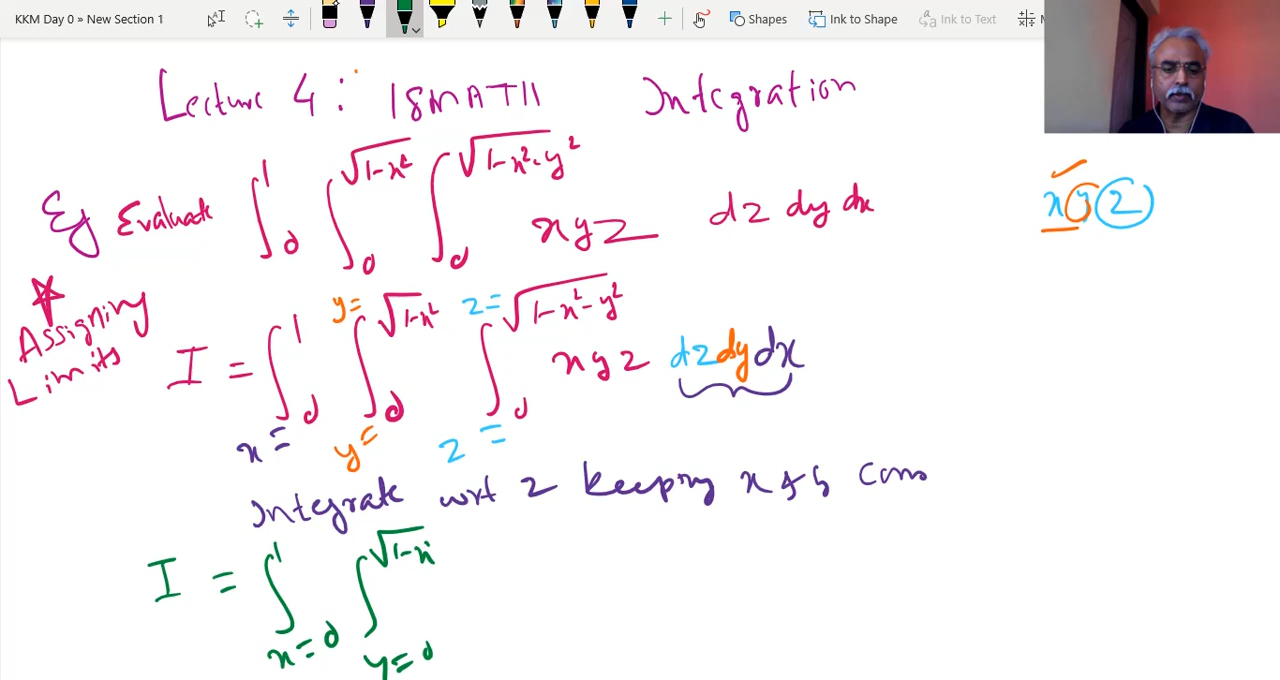 KKM Day 0 » New Section 1
Shapes
Ink to Shape
Ink to Text
Lecture 4 : 18MAT11 Integration
Eg Evaluate ∫₀¹ ∫₀^√(1-x²) ∫₀^√(1-x²-y²) xyz dz dy dx
x y z
Assigning
Limits
I = ∫_{x=0}^{1} ∫_{y=0}^{y=√(1-x²)} ∫_{z=0}^{z=√(1-x²-y²)} xyz dz dy dx
Integrate wrt z keeping x & y cons
I = ∫_{x=0}^{1} ∫_{y=0}^{√(1-x²)}